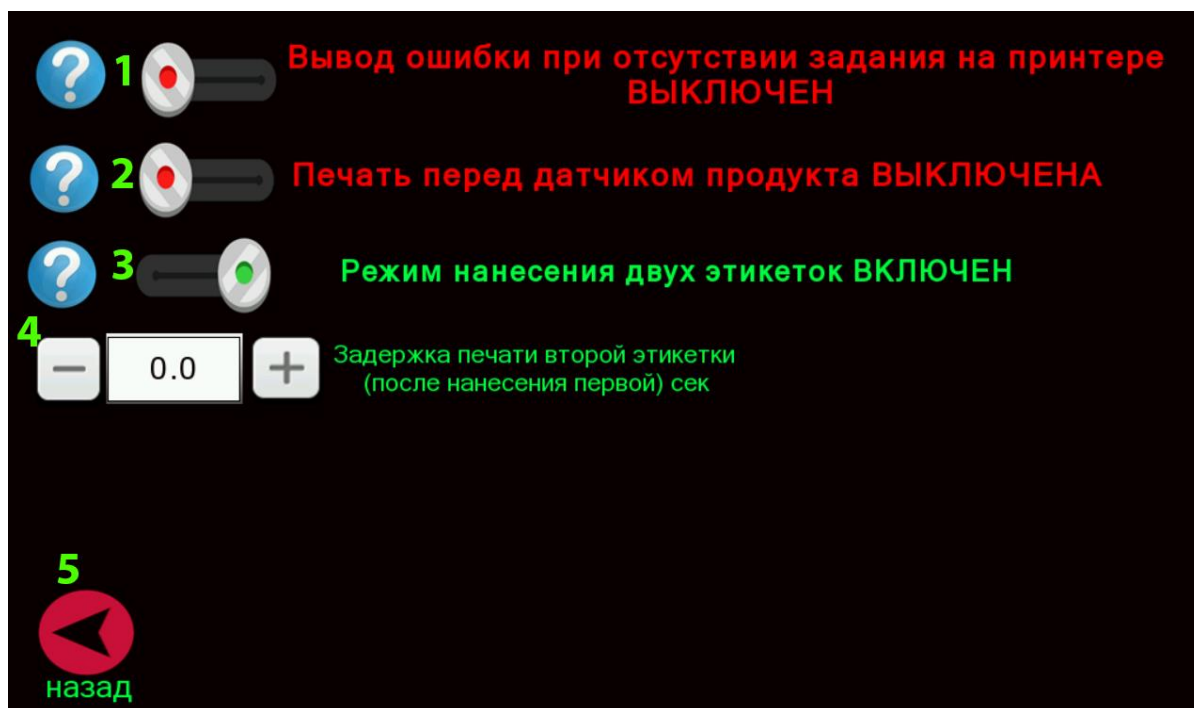 ? 1 Вывод ошибки при отсутствии задания на принтере
ВЫКЛЮЧЕН
? 2 Печать перед датчиком продукта ВЫКЛЮЧЕНА
? 3 Режим нанесения двух этикеток ВКЛЮЧЕН
4
− 0.0 + Задержка печати второй этикетки
(после нанесения первой) сек
5
назад